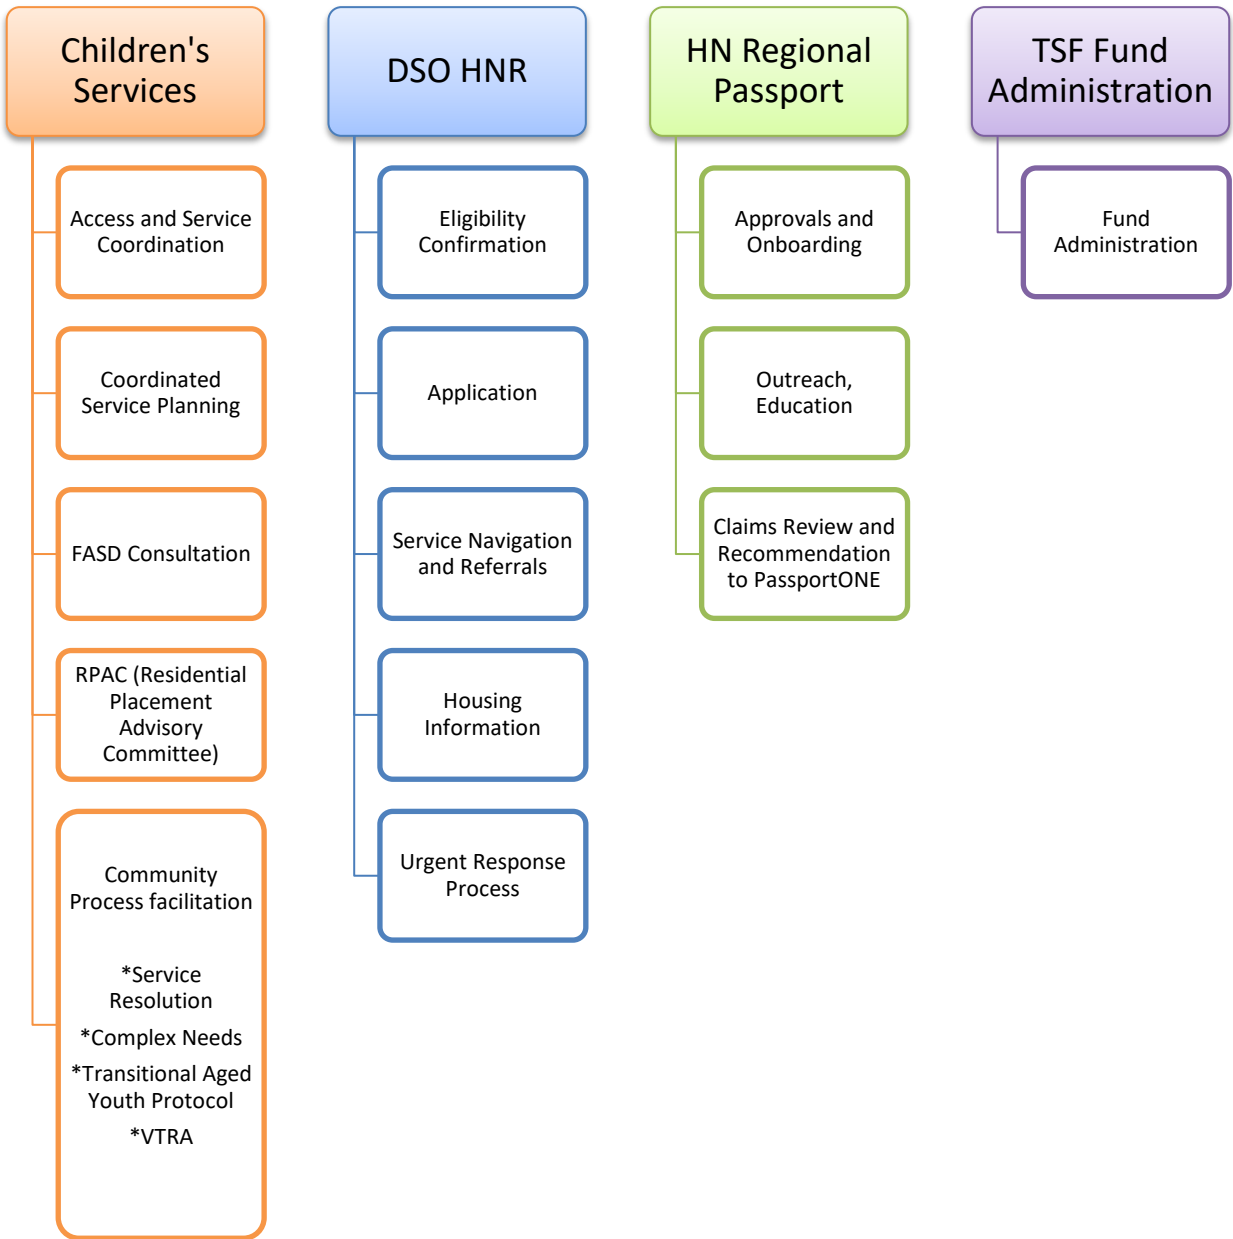 Children's
Services
Access and Service
Coordination
Coordinated
Service Planning
FASD Consultation
RPAC (Residential
Placement
Advisory
Committee)
Community
Process facilitation
*Service
Resolution
*Complex Needs
*Transitional Aged
Youth Protocol
*VTRA
DSO HNR
Eligibility
Confirmation
Application
Service Navigation
and Referrals
Housing
Information
Urgent Response
Process
HN Regional
Passport
Approvals and
Onboarding
Outreach,
Education
Claims Review and
Recommendation
to PassportONE
TSF Fund
Administration
Fund
Administration